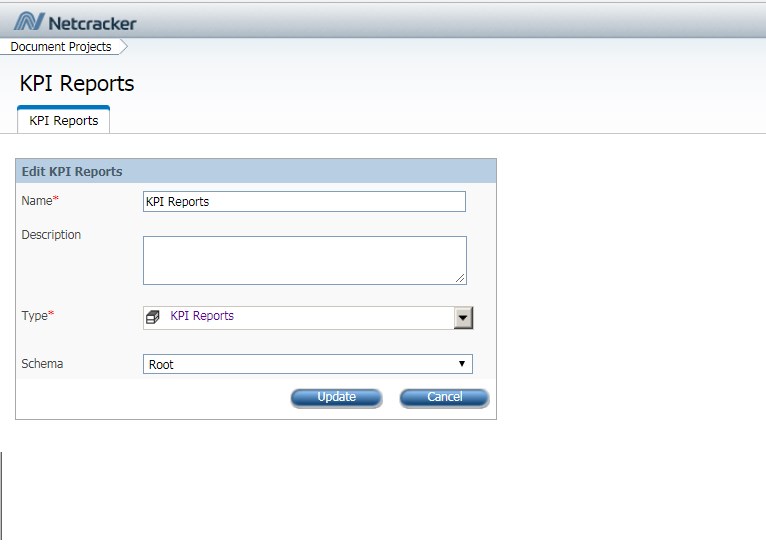 Netcracker
Document Projects
KPI Reports
KPI Reports
Edit KPI Reports
Name* KPI Reports
Description
Type* KPI Reports
Schema Root
Update Cancel